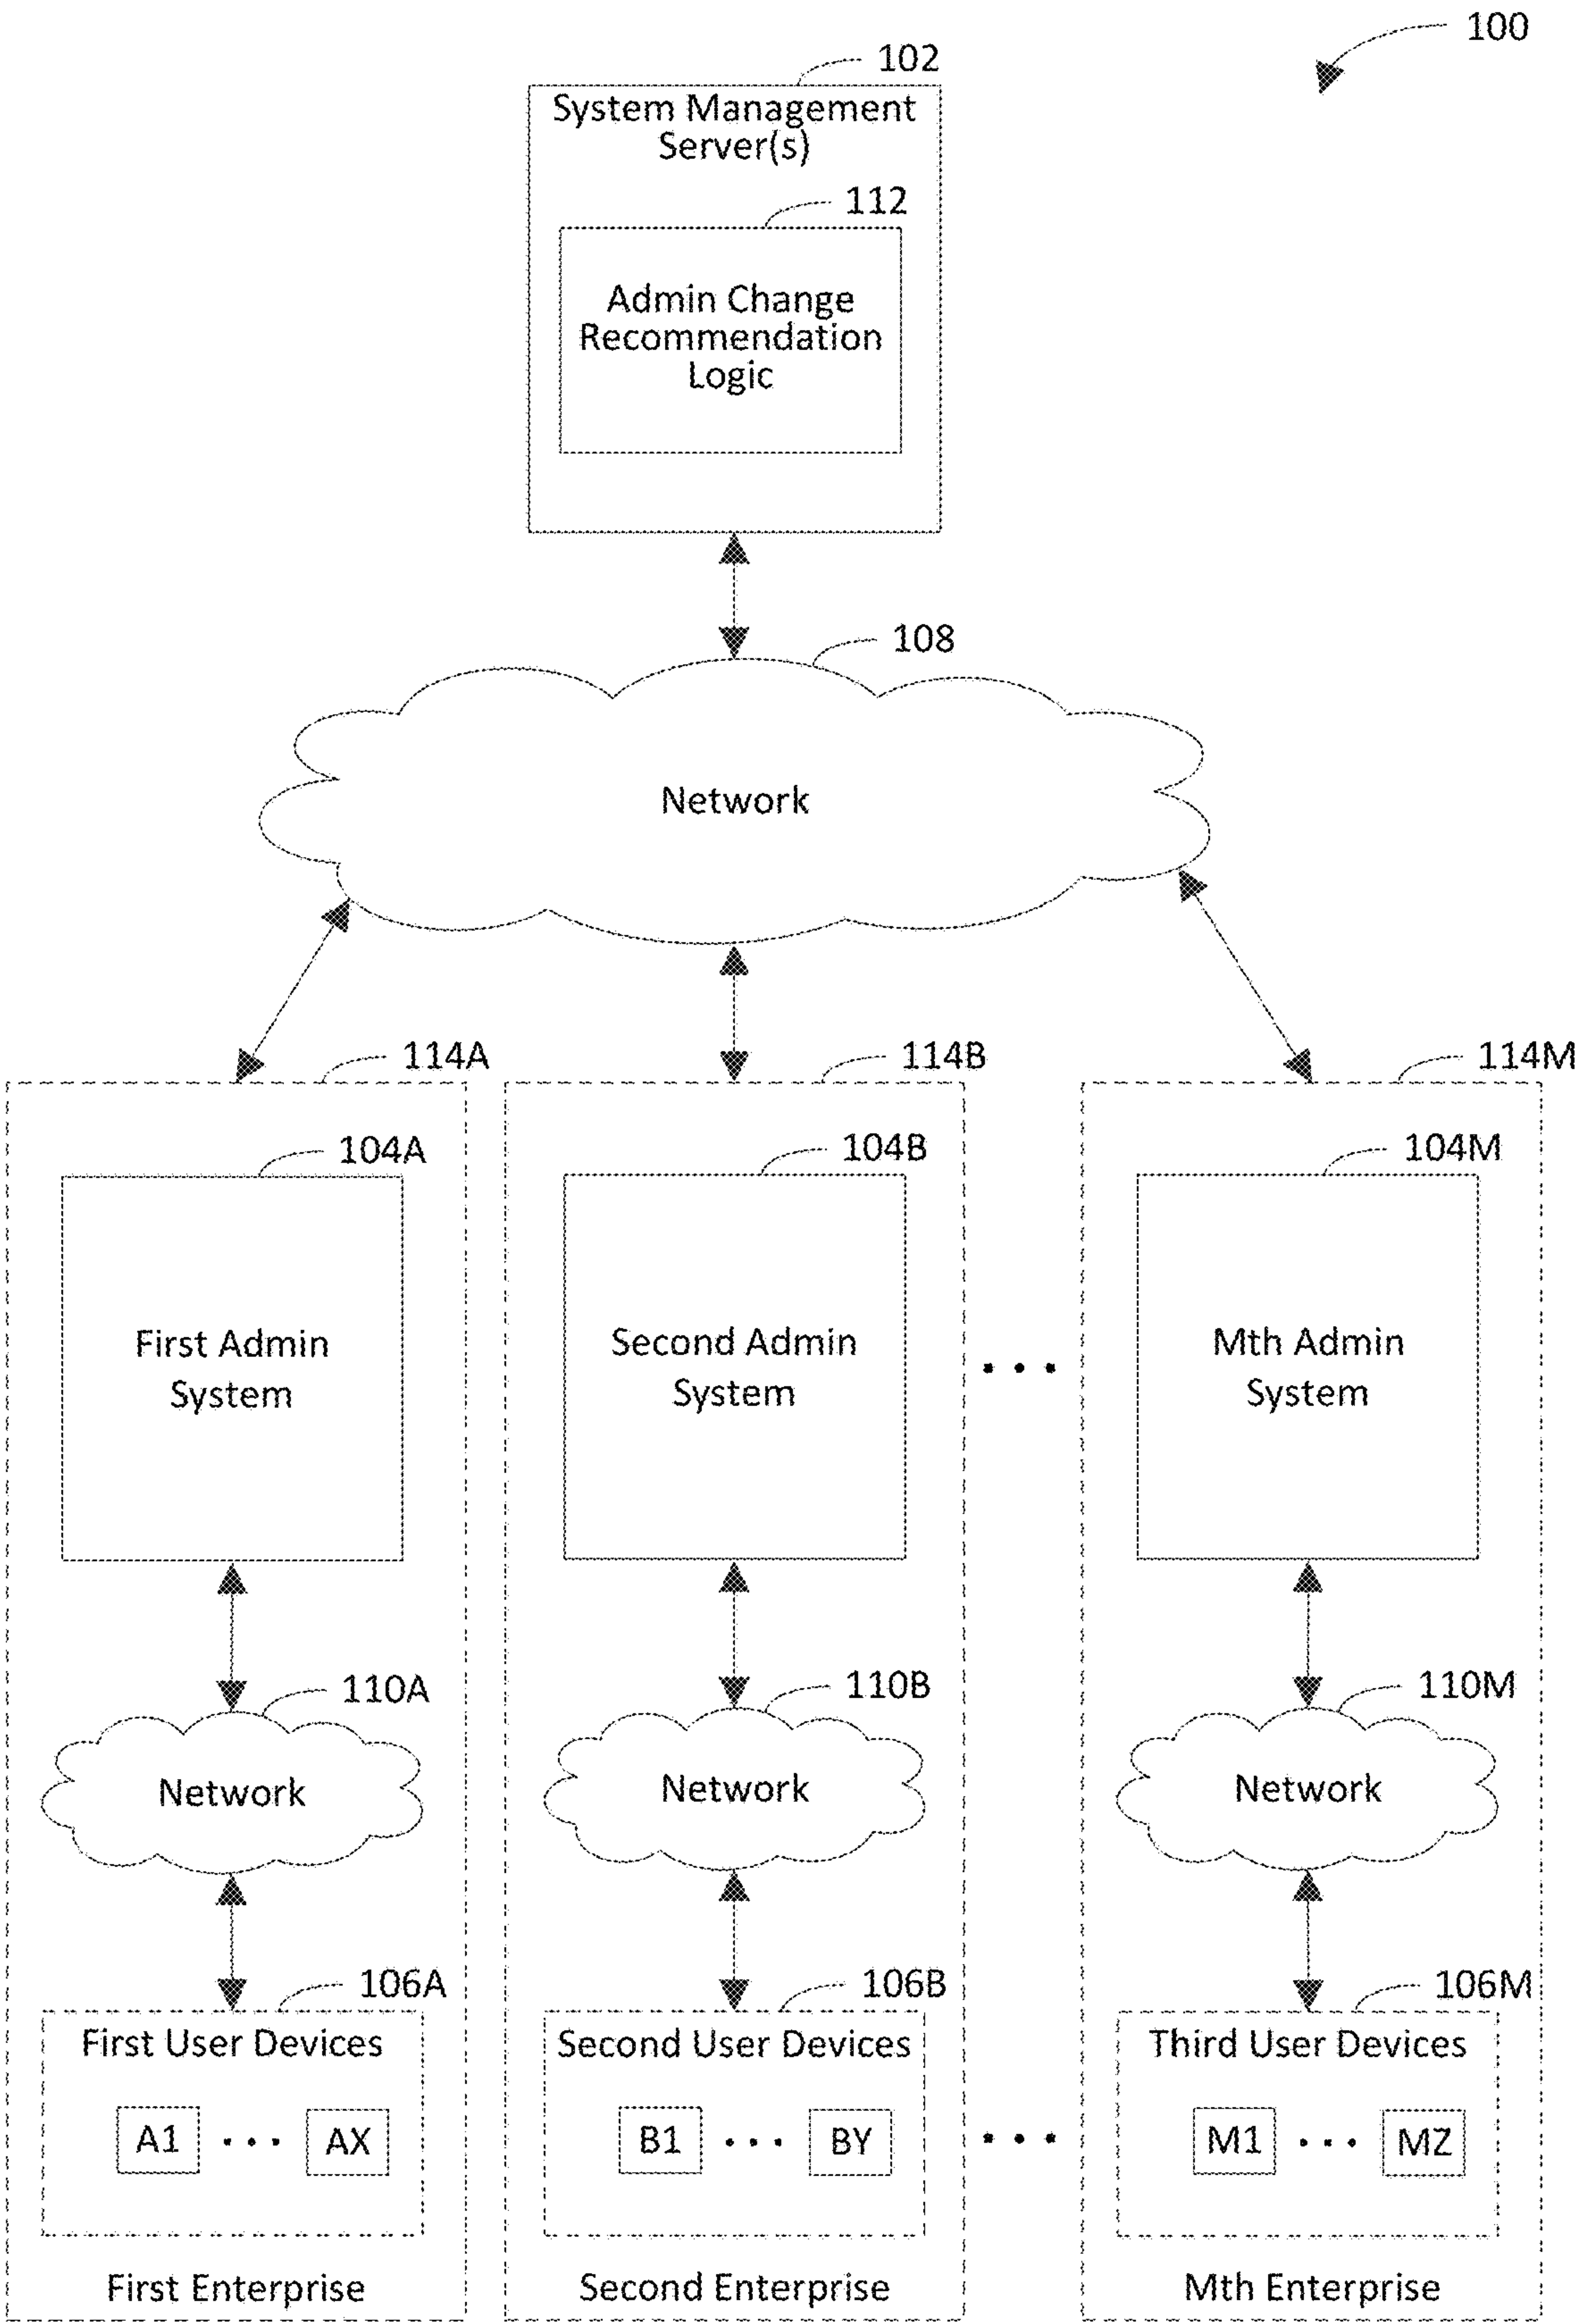 100
102
System Management
Server(s)
112
Admin Change
Recommendation
Logic
108
Network
114A
114B
114M
104A
104B
104M
First Admin
System
Second Admin
System
• • •
Mth Admin
System
110A
110B
110M
Network
Network
Network
106A
106B
106M
First User Devices
Second User Devices
Third User Devices
A1 • • • AX
B1 • • • BY
• • •
M1 • • • MZ
First Enterprise
Second Enterprise
Mth Enterprise